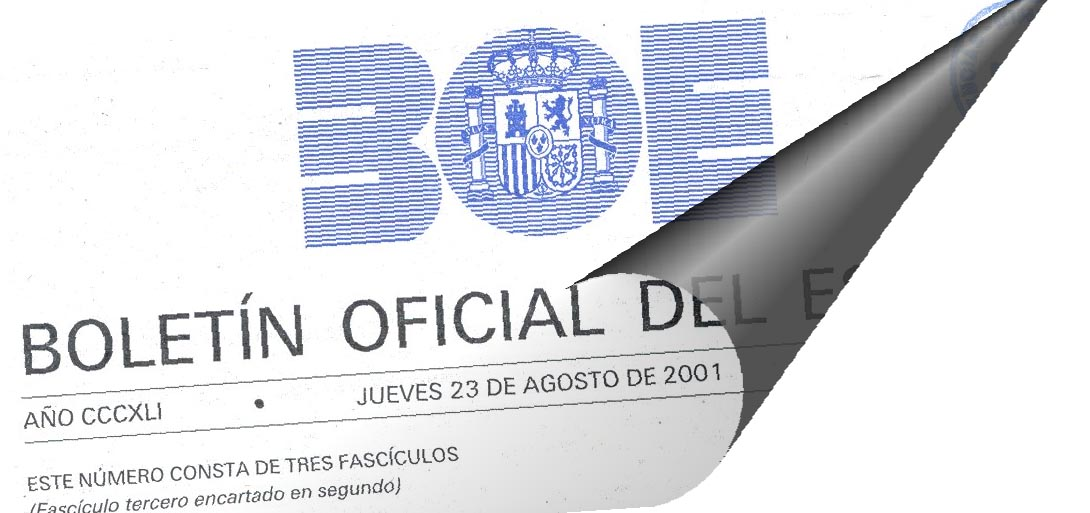 BOE
BOLETÍN OFICIAL DEL ES
AÑO CCCXLI • JUEVES 23 DE AGOSTO DE 2001
ESTE NÚMERO CONSTA DE TRES FASCÍCULOS
(Fascículo tercero encartado en segundo)